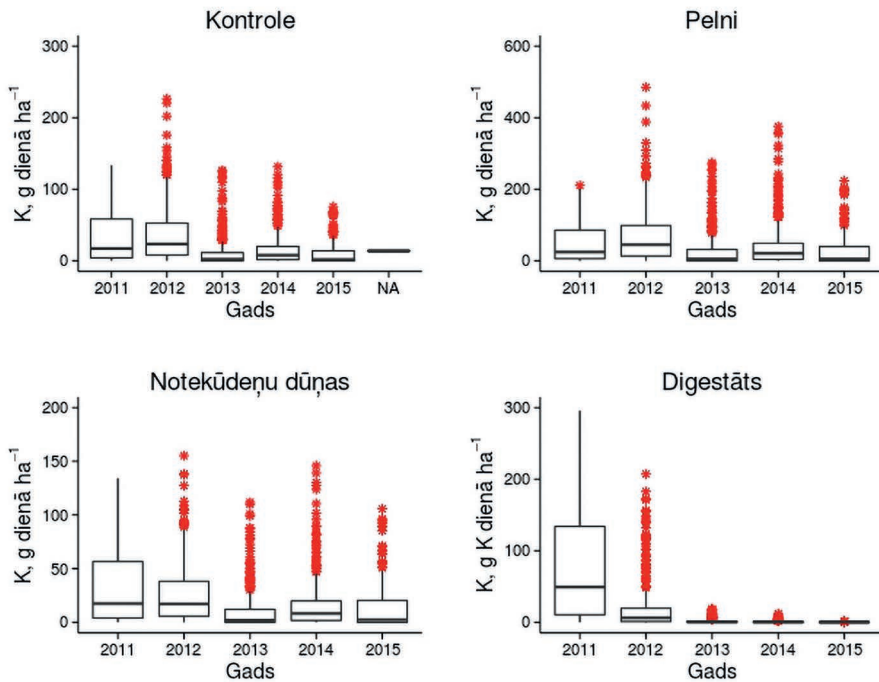 Kontrole
K, g dienā ha⁻¹
300
200
100
0
2011 2012 2013 2014 2015 NA
Gads
Pelni
K, g dienā ha⁻¹
600
400
200
0
2011 2012 2013 2014 2015
Gads
Notekūdeņu dūņas
K, g dienā ha⁻¹
200
150
100
50
0
2011 2012 2013 2014 2015
Gads
Digestāts
K, g K dienā ha⁻¹
300
200
100
0
2011 2012 2013 2014 2015
Gads